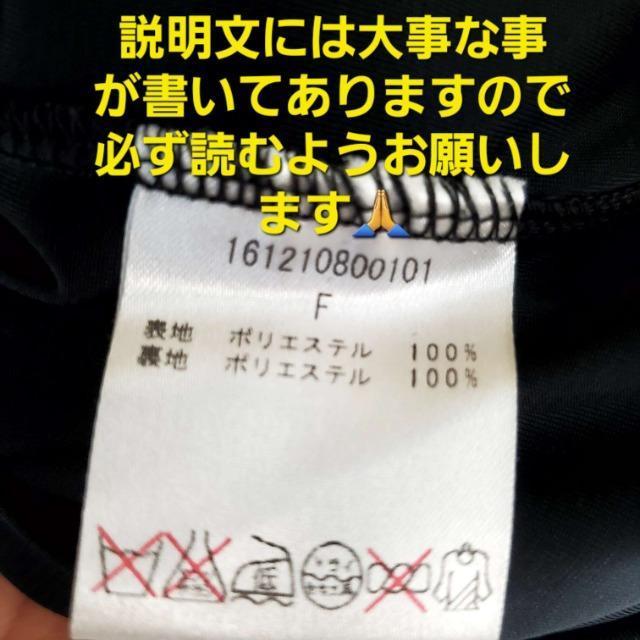 説明文には大事な事
が書いてありますので
必ず読むようお願いし
ます🙏
161210800101
F
表地 ポリエステル 100%
裏地 ポリエステル 100%